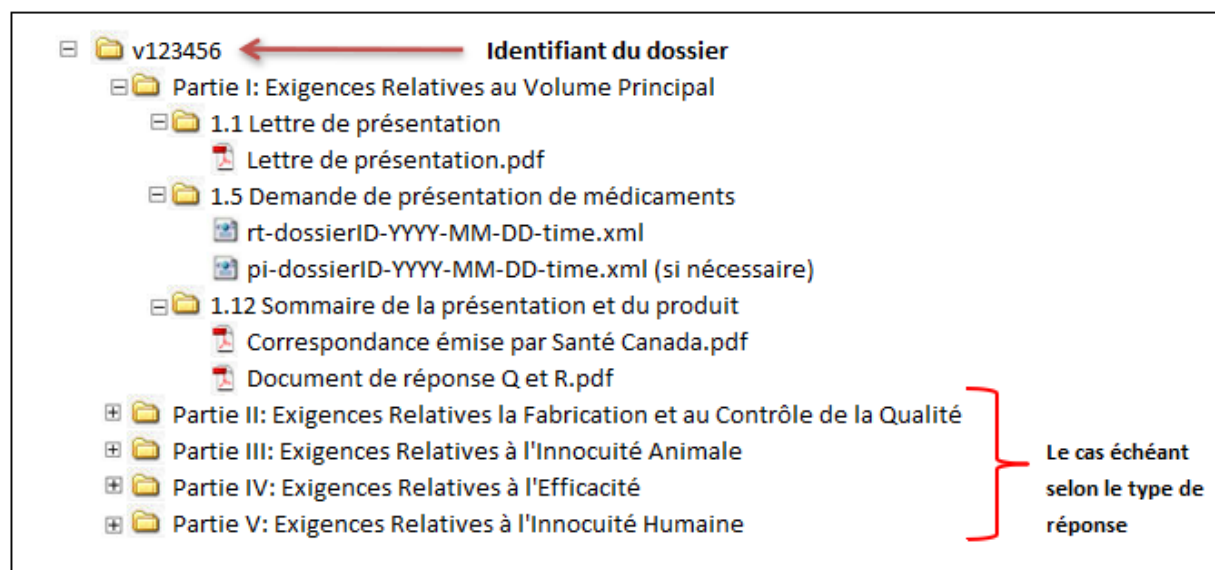 v123456 Identifiant du dossier
Partie I: Exigences Relatives au Volume Principal
1.1 Lettre de présentation
Lettre de présentation.pdf
1.5 Demande de présentation de médicaments
rt-dossierID-YYYY-MM-DD-time.xml
pi-dossierID-YYYY-MM-DD-time.xml (si nécessaire)
1.12 Sommaire de la présentation et du produit
Correspondance émise par Santé Canada.pdf
Document de réponse Q et R.pdf
Partie II: Exigences Relatives la Fabrication et au Contrôle de la Qualité
Partie III: Exigences Relatives à l'Innocuité Animale
Partie IV: Exigences Relatives à l'Efficacité
Partie V: Exigences Relatives à l'Innocuité Humaine
Le cas échéant
selon le type de
réponse